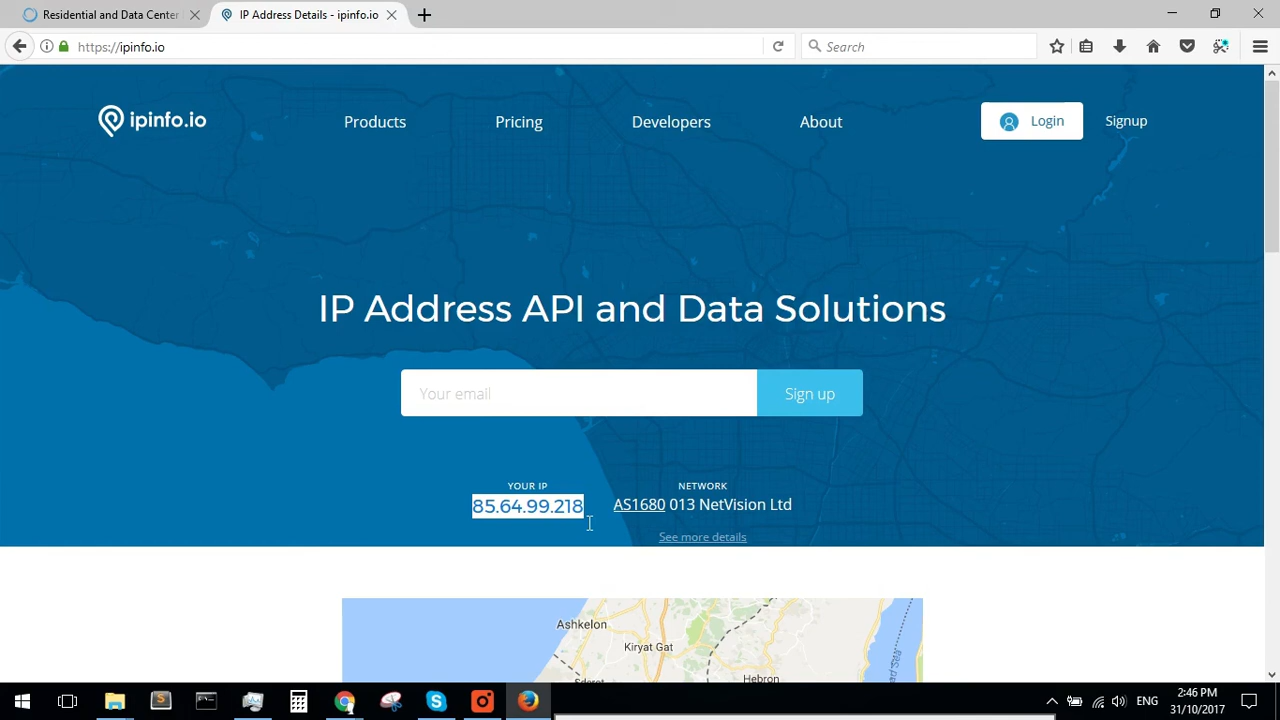 Residential and Data Center
IP Address Details - ipinfo.io
https://ipinfo.io
Search
ipinfo.io
Products
Pricing
Developers
About
Login
Signup
IP Address API and Data Solutions
Your email
Sign up
YOUR IP
NETWORK
85.64.99.218
AS1680 013 NetVision Ltd
See more details
Ashkelon
Kiryat Gat
Hebron
ENG
2:46 PM
31/10/2017